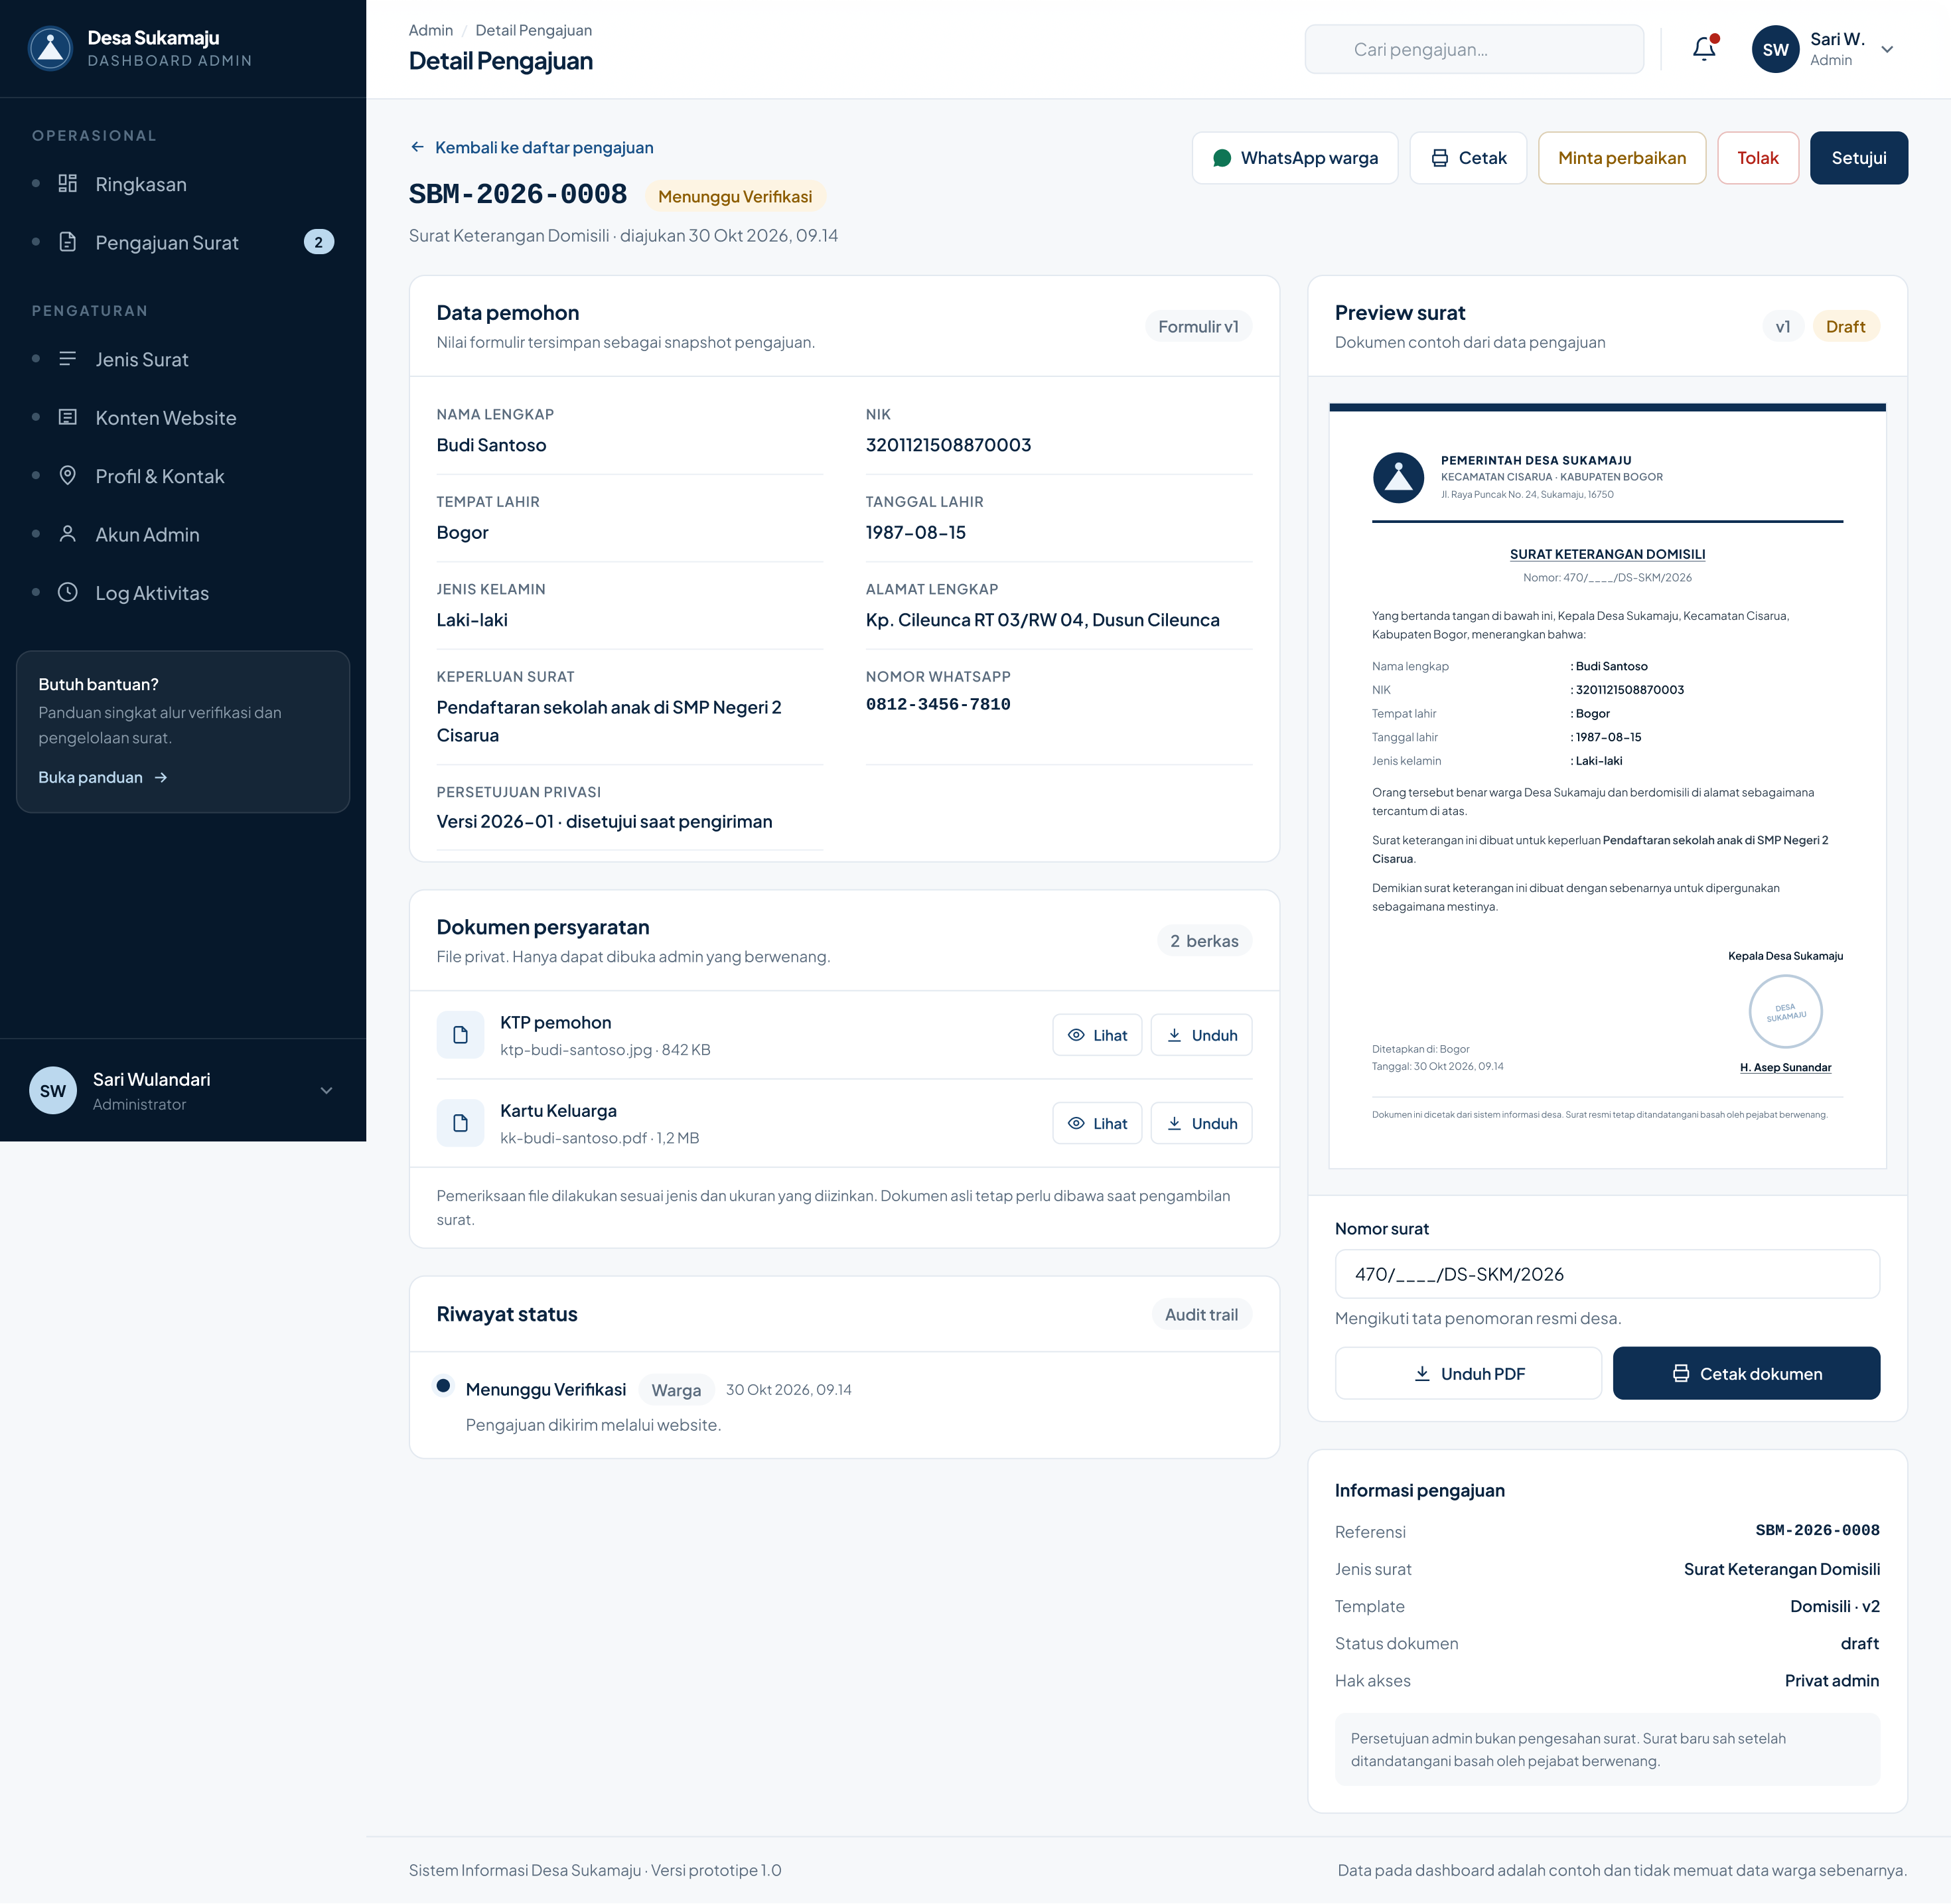 Desa Sukamaju
DASHBOARD ADMIN
OPERASIONAL
Ringkasan
Pengajuan Surat
2
PENGATURAN
Jenis Surat
Konten Website
Profil & Kontak
Akun Admin
Log Aktivitas
Butuh bantuan?
Panduan singkat alur verifikasi dan
pengelolaan surat.
Buka panduan →
SW
Sari Wulandari
Administrator
Admin / Detail Pengajuan
Detail Pengajuan
Cari pengajuan...
SW
Sari W.
Admin
← Kembali ke daftar pengajuan
SBM-2026-0008
Menunggu Verifikasi
Surat Keterangan Domisili · diajukan 30 Okt 2026, 09.14
WhatsApp warga
Cetak
Minta perbaikan
Tolak
Setujui
Data pemohon
Nilai formulir tersimpan sebagai snapshot pengajuan.
Formulir v1
NAMA LENGKAP
Budi Santoso
NIK
3201121508870003
TEMPAT LAHIR
Bogor
TANGGAL LAHIR
1987-08-15
JENIS KELAMIN
Laki-laki
ALAMAT LENGKAP
Kp. Cileunca RT 03/RW 04, Dusun Cileunca
KEPERLUAN SURAT
Pendaftaran sekolah anak di SMP Negeri 2
Cisarua
NOMOR WHATSAPP
0812-3456-7810
PERSETUJUAN PRIVASI
Versi 2026-01 · disetujui saat pengiriman
Dokumen persyaratan
File privat. Hanya dapat dibuka admin yang berwenang.
2 berkas
KTP pemohon
ktp-budi-santoso.jpg · 842 KB
Lihat
Unduh
Kartu Keluarga
kk-budi-santoso.pdf · 1,2 MB
Lihat
Unduh
Pemeriksaan file dilakukan sesuai jenis dan ukuran yang diizinkan. Dokumen asli tetap perlu dibawa saat pengambilan
surat.
Riwayat status
Audit trail
Menunggu Verifikasi
Warga
30 Okt 2026, 09.14
Pengajuan dikirim melalui website.
Preview surat
Dokumen contoh dari data pengajuan
v1
Draft
PEMERINTAH DESA SUKAMAJU
KECAMATAN CISARUA · KABUPATEN BOGOR
Jl. Raya Puncak No. 24, Sukamaju, 16750
SURAT KETERANGAN DOMISILI
Nomor: 470/____/DS-SKM/2026
Yang bertanda tangan di bawah ini, Kepala Desa Sukamaju, Kecamatan Cisarua,
Kabupaten Bogor, menerangkan bahwa:
Nama lengkap : Budi Santoso
NIK : 3201121508870003
Tempat lahir : Bogor
Tanggal lahir : 1987-08-15
Jenis kelamin : Laki-laki
Orang tersebut benar warga Desa Sukamaju dan berdomisili di alamat sebagaimana
tercantum di atas.
Surat keterangan ini dibuat untuk keperluan Pendaftaran sekolah anak di SMP Negeri 2
Cisarua.
Demikian surat keterangan ini dibuat dengan sebenarnya untuk dipergunakan
sebagaimana mestinya.
Kepala Desa Sukamaju
DESA
SUKAMAJU
Ditetapkan di: Bogor
Tanggal: 30 Okt 2026, 09.14
H. Asep Sunandar
Dokumen ini dicetak dari sistem informasi desa. Surat resmi tetap ditandatangani basah oleh pejabat berwenang.
Nomor surat
470/____/DS-SKM/2026
Mengikuti tata penomoran resmi desa.
Unduh PDF
Cetak dokumen
Informasi pengajuan
Referensi SBM-2026-0008
Jenis surat Surat Keterangan Domisili
Template Domisili · v2
Status dokumen draft
Hak akses Privat admin
Persetujuan admin bukan pengesahan surat. Surat baru sah setelah
ditandatangani basah oleh pejabat berwenang.
Sistem Informasi Desa Sukamaju · Versi prototipe 1.0
Data pada dashboard adalah contoh dan tidak memuat data warga sebenarnya.